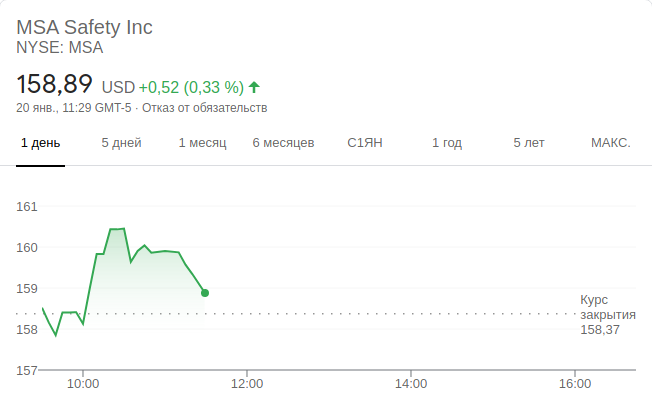 MSA Safety Inc
NYSE: MSA
158,89 USD +0,52 (0,33 %)
20 янв., 11:29 GMT-5 · Отказ от обязательств
1 день 5 дней 1 месяц 6 месяцев С1ЯН 1 год 5 лет МАКС.
161
160
159
158
157
Курс
закрытия
158,37
10:00 12:00 14:00 16:00